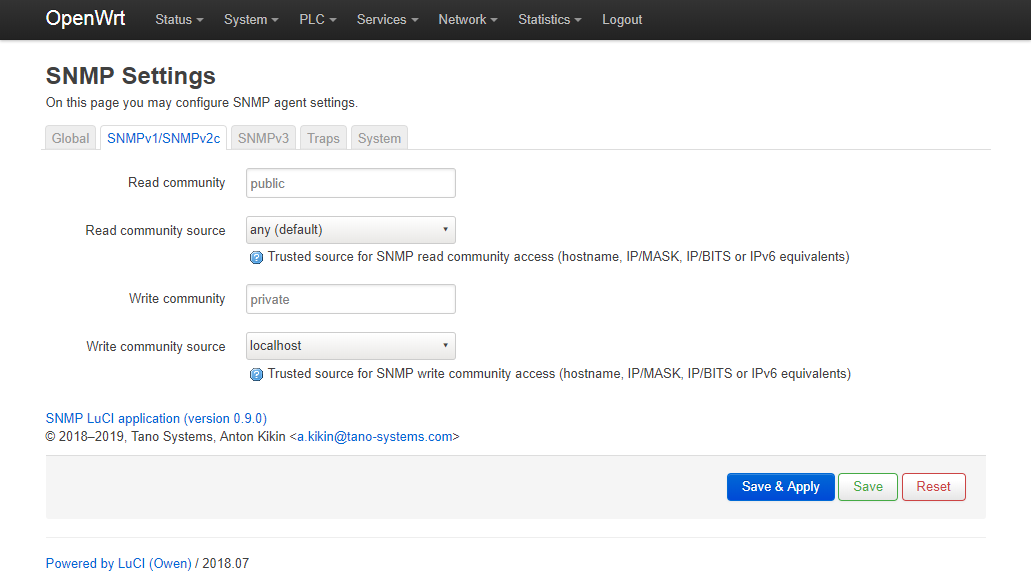 OpenWrt Status System PLC Services Network Statistics Logout
SNMP Settings
On this page you may configure SNMP agent settings.
Global SNMPv1/SNMPv2c SNMPv3 Traps System
Read community public
Read community source any (default)
Trusted source for SNMP read community access (hostname, IP/MASK, IP/BITS or IPv6 equivalents)
Write community private
Write community source localhost
Trusted source for SNMP write community access (hostname, IP/MASK, IP/BITS or IPv6 equivalents)
SNMP LuCI application (version 0.9.0)
© 2018–2019, Tano Systems, Anton Kikin <a.kikin@tano-systems.com>
Save & Apply Save Reset
Powered by LuCI (Owen) / 2018.07